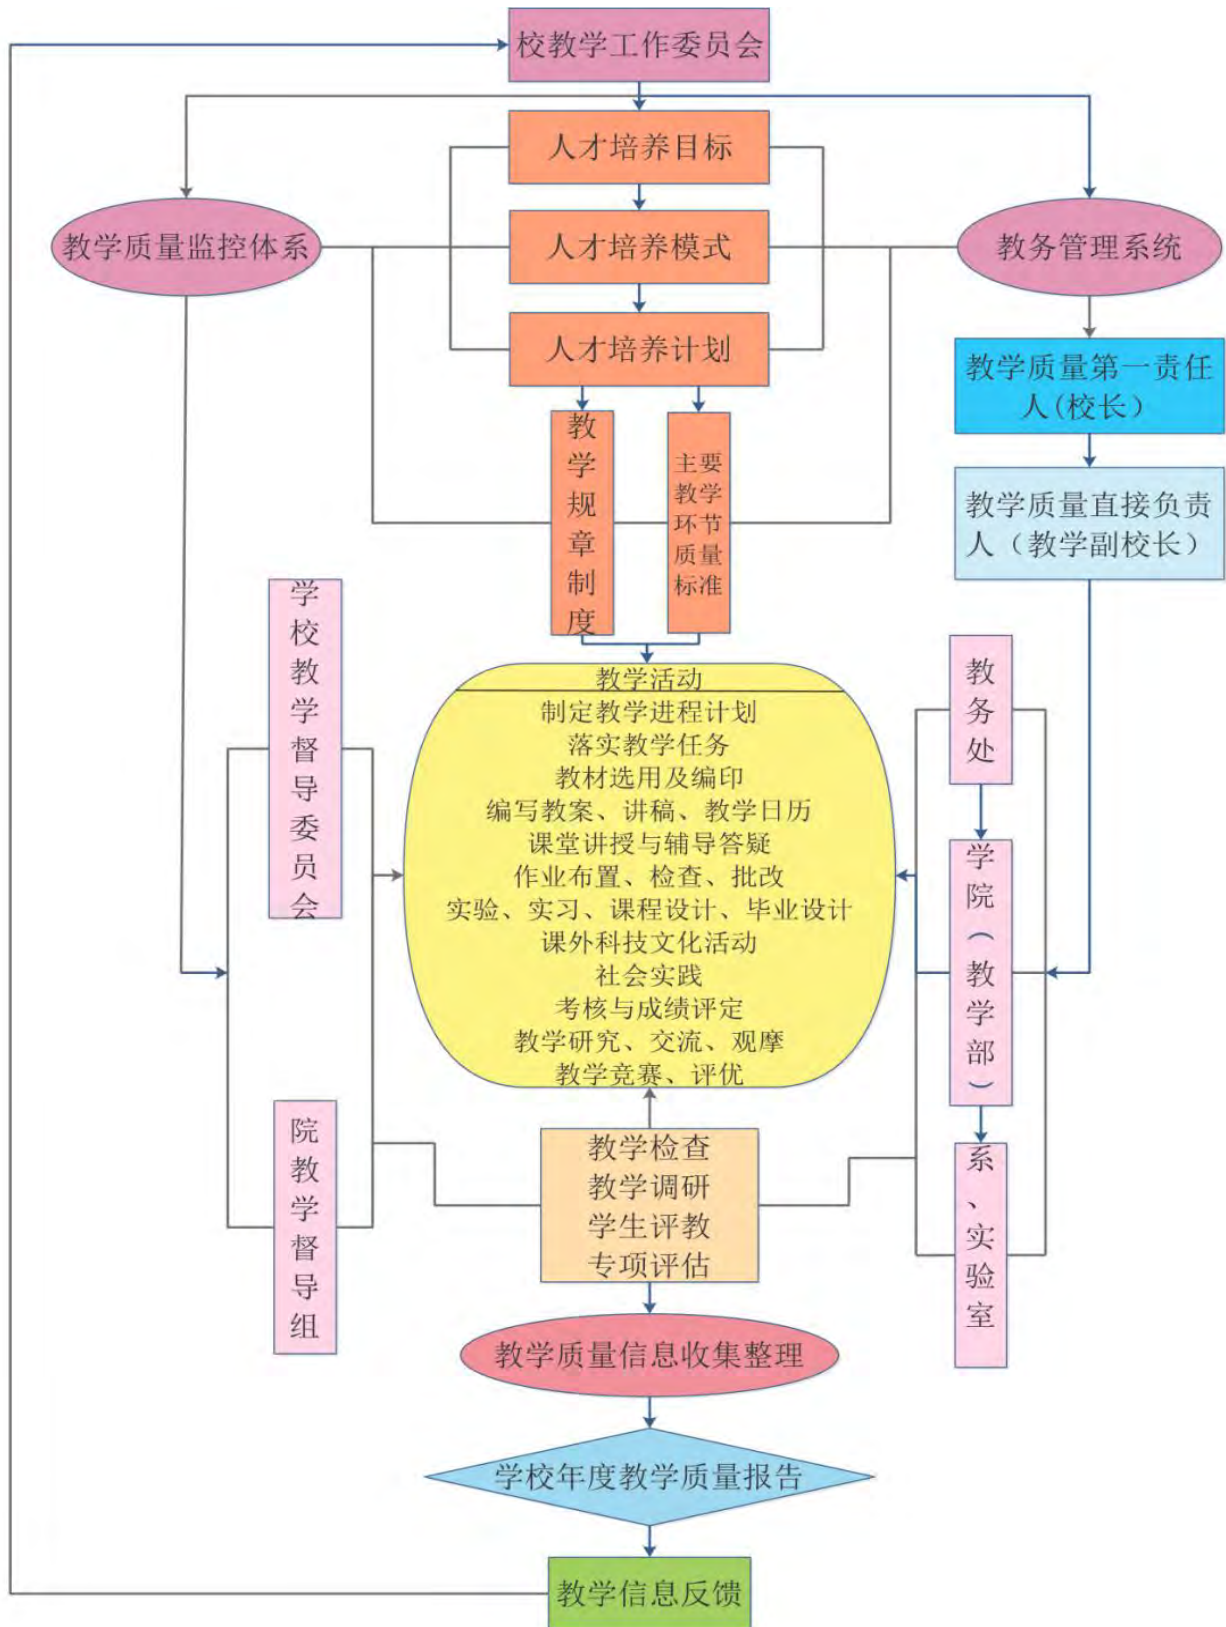 校教学工作委员会
人才培养目标
教学质量监控体系
人才培养模式
教务管理系统
人才培养计划
教学质量第一责任
人(校长）
教学规章制度
主要
教学
环节
质量
标准
教学质量直接负责
人（教学副校长）
学校教学督导委员会
教学活动
制定教学进程计划
落实教学任务
教材选用及编印
编写教案、讲稿、教学日历
课堂讲授与辅导答疑
作业布置、检查、批改
实验、实习、课程设计、毕业设计
课外科技文化活动
社会实践
考核与成绩评定
教学研究、交流、观摩
教学竞赛、评优
教务处
学院（教学部）
院教学督导组
教学检查
教学调研
学生评教
专项评估
系、实验室
教学质量信息收集整理
学校年度教学质量报告
教学信息反馈